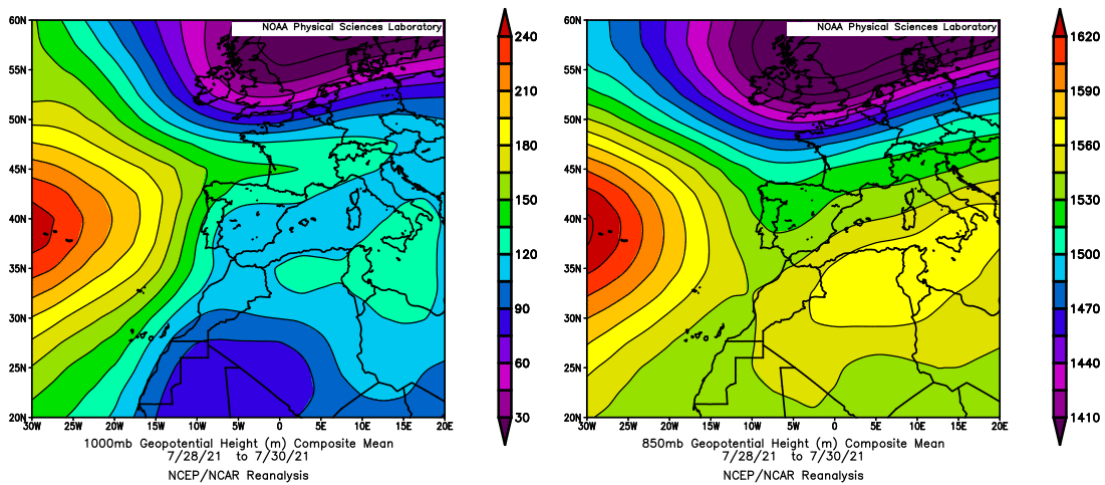 NOAA Physical Sciences Laboratory
60N
55N
50N
45N
40N
35N
30N
25N
20N
30W 25W 20W 15W 10W 5W 0 5E 10E 15E 20E
240
210
180
150
120
90
60
30
1000mb Geopotential Height (m) Composite Mean
7/28/21 to 7/30/21
NCEP/NCAR Reanalysis
NOAA Physical Sciences Laboratory
60N
55N
50N
45N
40N
35N
30N
25N
20N
30W 25W 20W 15W 10W 5W 0 5E 10E 15E 20E
1620
1590
1560
1530
1500
1470
1440
1410
850mb Geopotential Height (m) Composite Mean
7/28/21 to 7/30/21
NCEP/NCAR Reanalysis